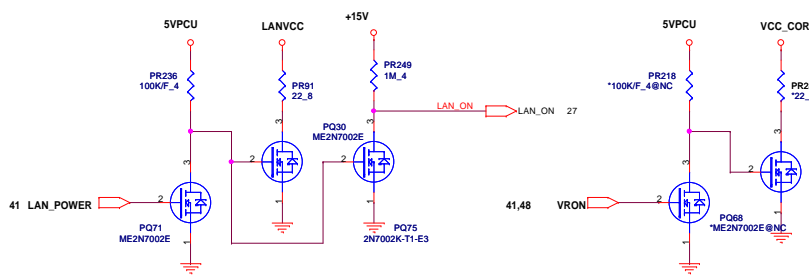 5VPCU
LANVCC
+15V
5VPCU
VCC_COR
PR236
100K/F_4
PR91
22_8
PR249
1M_4
PR218
*100K/F_4@NC
PR2
*22_
LAN_ON
LAN_ON 27
3
3
3
3
3
PQ30
ME2N7002E
2
2
2
2
2
41 LAN_POWER
41,48 VRON
1
1
1
1
1
PQ71
ME2N7002E
PQ75
2N7002K-T1-E3
PQ68
*ME2N7002E@NC